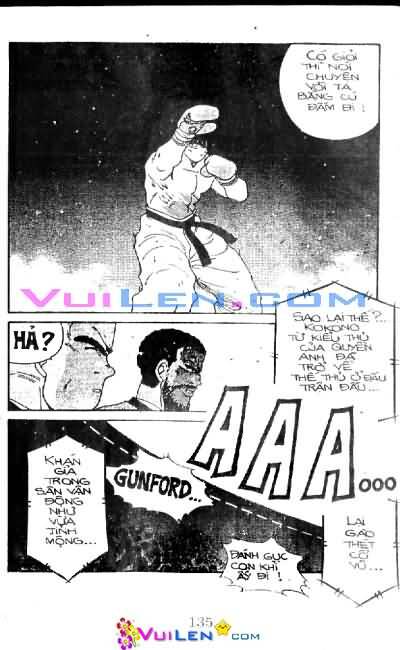 CÓ GIỎI
THÌ NÓI
CHUYỆN
VỚI TA
BẰNG CÚ
ĐẤM ĐI !
VuiLen.com
SAO LẠI THẾ ?...
KOKONO
TỪ KIỂU THỦ
CỦA QUYỀN
ANH ĐÃ
TRỞ VỀ
THẾ THỦ Ở ĐẤU
TRẬN ĐẤU...
HẢ?
AAA...
KHÁN
GIẢ
TRONG
SÂN VẬN
ĐỘNG
NHƯ
VỪA
TỈNH
MỘNG...
GUNFORD...
LẠI
GÀO
THÉT
CỔ
VŨ...
ĐÁNH GỤC
CON KHỈ
ẤY ĐI !
135
VuiLen.com